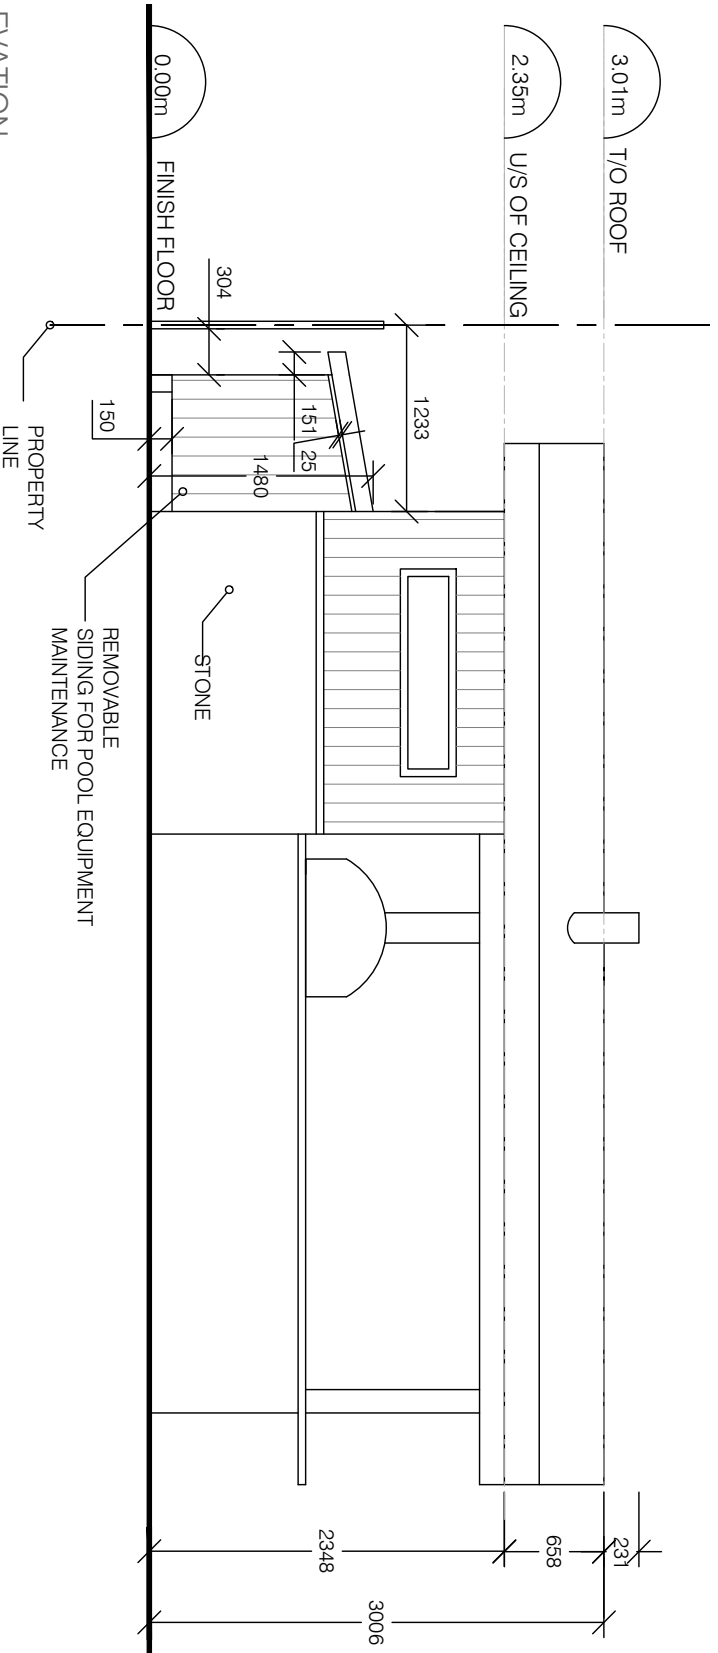 3.01m
T/O ROOF
2.35m
U/S OF CEILING
0.00m
FINISH FLOOR
304
1233
151
25
1480
150
PROPERTY
LINE
REMOVABLE
SIDING FOR POOL EQUIPMENT
MAINTENANCE
STONE
231
658
2348
3006
EVATION